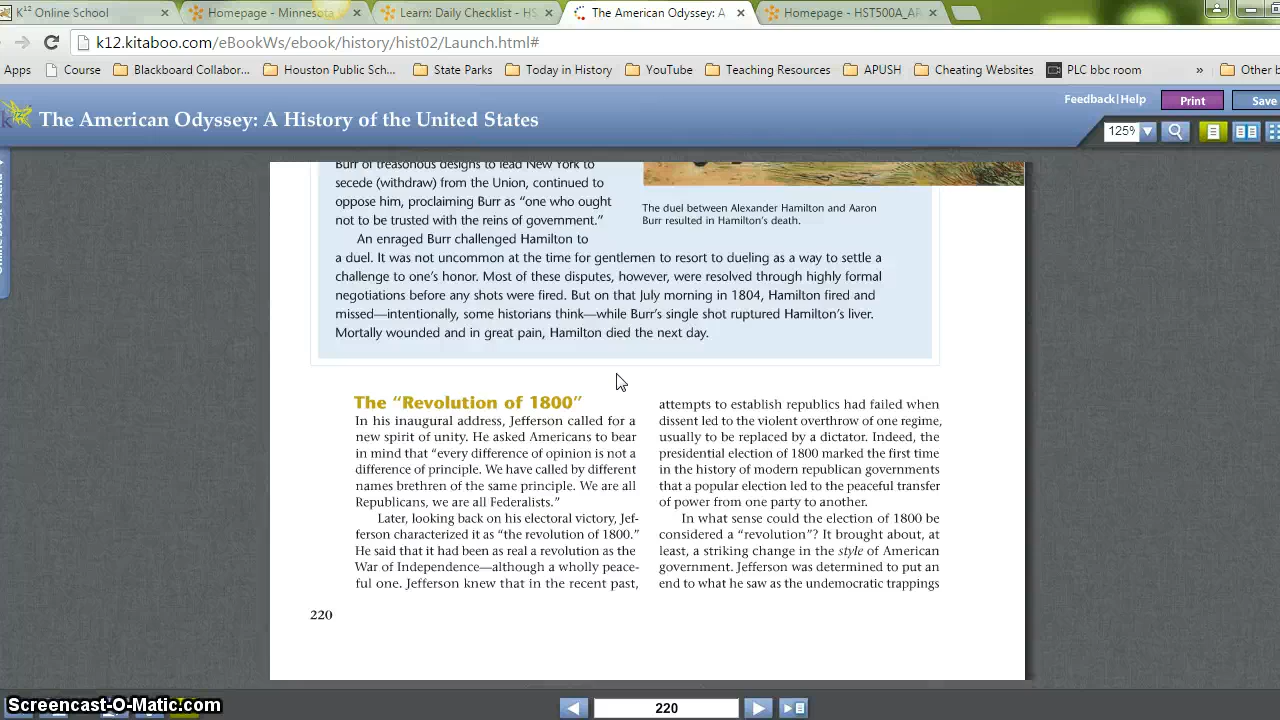 K¹² Online School
Homepage - Minnesota
Learn: Daily Checklist - HS
The American Odyssey: A
Homepage - HST500A_AR
k12.kitaboo.com/eBookWs/ebook/history/hist02/Launch.html#
Apps Course Blackboard Collabor... Houston Public Sch... State Parks Today in History YouTube Teaching Resources APUSH Cheating Websites PLC bbc room » Other b
Feedback|Help Print Save
The American Odyssey: A History of the United States
125%
Burr of treasonous designs to lead New York to
secede (withdraw) from the Union, continued to
oppose him, proclaiming Burr as “one who ought
not to be trusted with the reins of government.”
The duel between Alexander Hamilton and Aaron
Burr resulted in Hamilton's death.
An enraged Burr challenged Hamilton to
a duel. It was not uncommon at the time for gentlemen to resort to dueling as a way to settle a
challenge to one's honor. Most of these disputes, however, were resolved through highly formal
negotiations before any shots were fired. But on that July morning in 1804, Hamilton fired and
missed—intentionally, some historians think—while Burr's single shot ruptured Hamilton's liver.
Mortally wounded and in great pain, Hamilton died the next day.
The “Revolution of 1800”
In his inaugural address, Jefferson called for a
new spirit of unity. He asked Americans to bear
in mind that “every difference of opinion is not a
difference of principle. We have called by different
names brethren of the same principle. We are all
Republicans, we are all Federalists.”
Later, looking back on his electoral victory, Jef-
ferson characterized it as “the revolution of 1800.”
He said that it had been as real a revolution as the
War of Independence—although a wholly peace-
ful one. Jefferson knew that in the recent past,
attempts to establish republics had failed when
dissent led to the violent overthrow of one regime,
usually to be replaced by a dictator. Indeed, the
presidential election of 1800 marked the first time
in the history of modern republican governments
that a popular election led to the peaceful transfer
of power from one party to another.
In what sense could the election of 1800 be
considered a “revolution”? It brought about, at
least, a striking change in the style of American
government. Jefferson was determined to put an
end to what he saw as the undemocratic trappings
220
Screencast-O-Matic.com
220